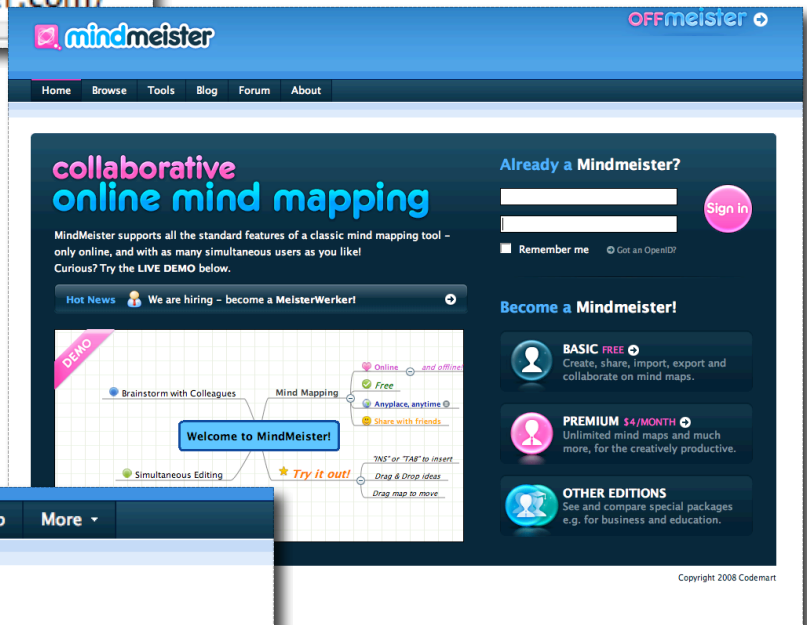 OFFmeister
mindmeister
Home Browse Tools Blog Forum About
collaborative
online mind mapping
MindMeister supports all the standard features of a classic mind mapping tool –
only online, and with as many simultaneous users as you like!
Curious? Try the LIVE DEMO below.
Hot News We are hiring – become a MeisterWerker!
DEMO
Brainstorm with Colleagues
Simultaneous Editing
Welcome to MindMeister!
Mind Mapping
Online and offline!
Free
Anyplace, anytime
Share with friends
Try it out!
"INS" or "TAB" to insert
Drag & Drop ideas
Drag map to move
Already a Mindmeister?
Sign in
Remember me Got an OpenID?
Become a Mindmeister!
BASIC FREE
Create, share, import, export and
collaborate on mind maps.
PREMIUM $4/MONTH
Unlimited mind maps and much
more, for the creatively productive.
OTHER EDITIONS
See and compare special packages
e.g. for business and education.
More
Copyright 2008 Codemart